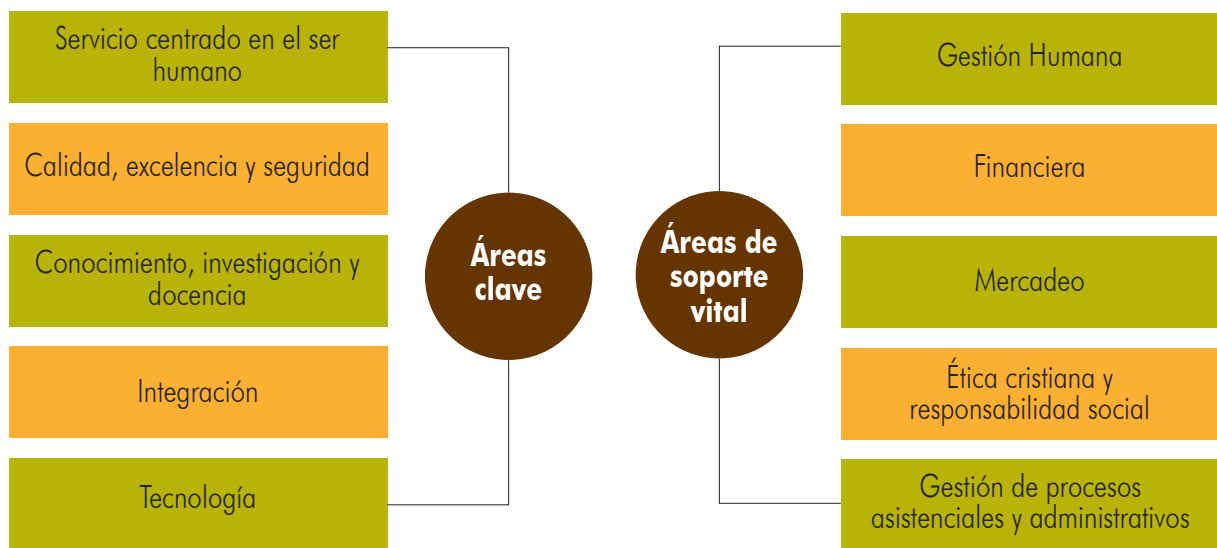 Servicio centrado en el ser
humano
Calidad, excelencia y seguridad
Conocimiento, investigación y
docencia
Integración
Tecnología
Áreas
clave
Áreas de
soporte
vital
Gestión Humana
Financiera
Mercadeo
Ética cristiana y
responsabilidad social
Gestión de procesos
asistenciales y administrativos